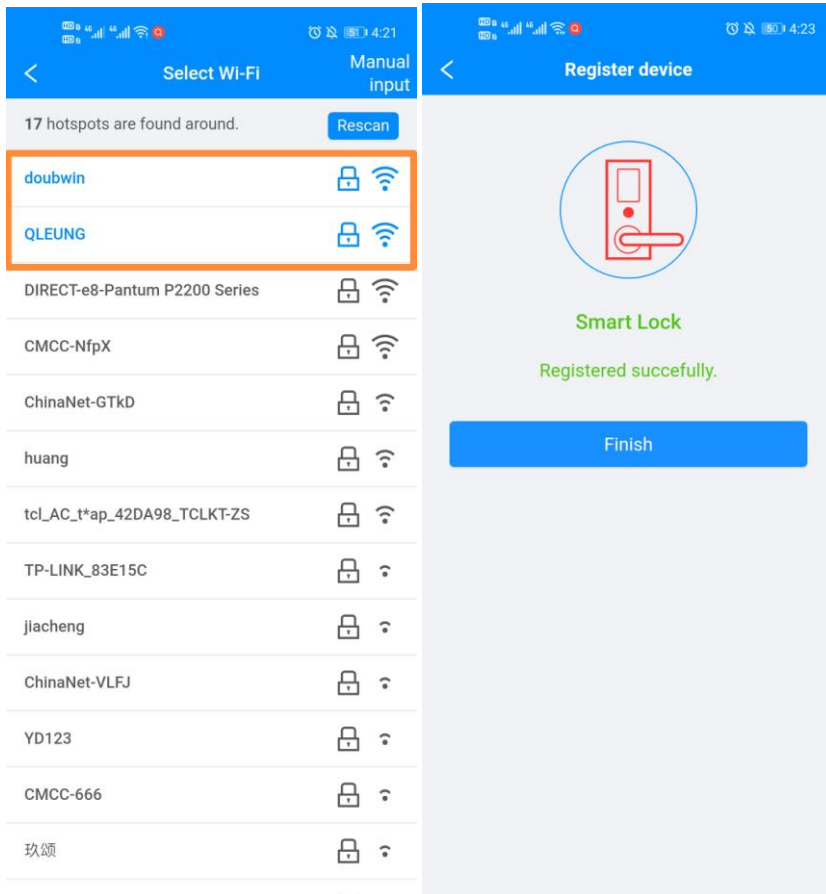 4:21
Select Wi-Fi
Manual
input
17 hotspots are found around.
Rescan
doubwin
QLEUNG
DIRECT-e8-Pantum P2200 Series
CMCC-NfpX
ChinaNet-GTkD
huang
tcl_AC_t*ap_42DA98_TCLKT-ZS
TP-LINK_83E15C
jiacheng
ChinaNet-VLFJ
YD123
CMCC-666
玖颂
4:23
Register device
Smart Lock
Registered succefully.
Finish